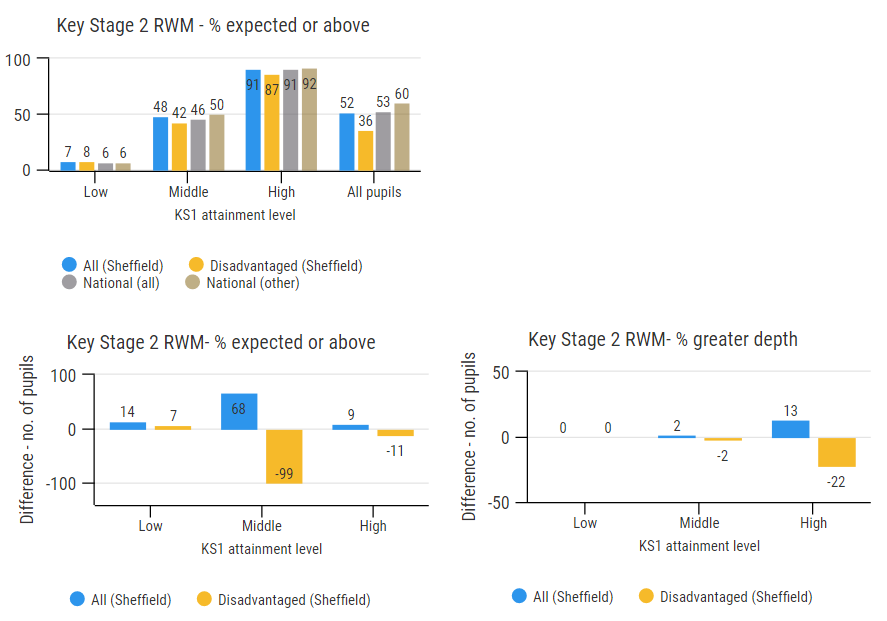 Key Stage 2 RWM - % expected or above
100
50
0
7 8 6 6
48 42 46 50
91 87 91 92
52 36 53 60
Low Middle High All pupils
KS1 attainment level
All (Sheffield) Disadvantaged (Sheffield)
National (all) National (other)
Key Stage 2 RWM- % expected or above
Difference - no. of pupils
100
0
-100
14 7
68 -99
9 -11
Low Middle High
KS1 attainment level
All (Sheffield) Disadvantaged (Sheffield)
Key Stage 2 RWM- % greater depth
Difference - no. of pupils
50
0
-50
0 0
2 -2
13 -22
Low Middle High
KS1 attainment level
All (Sheffield) Disadvantaged (Sheffield)